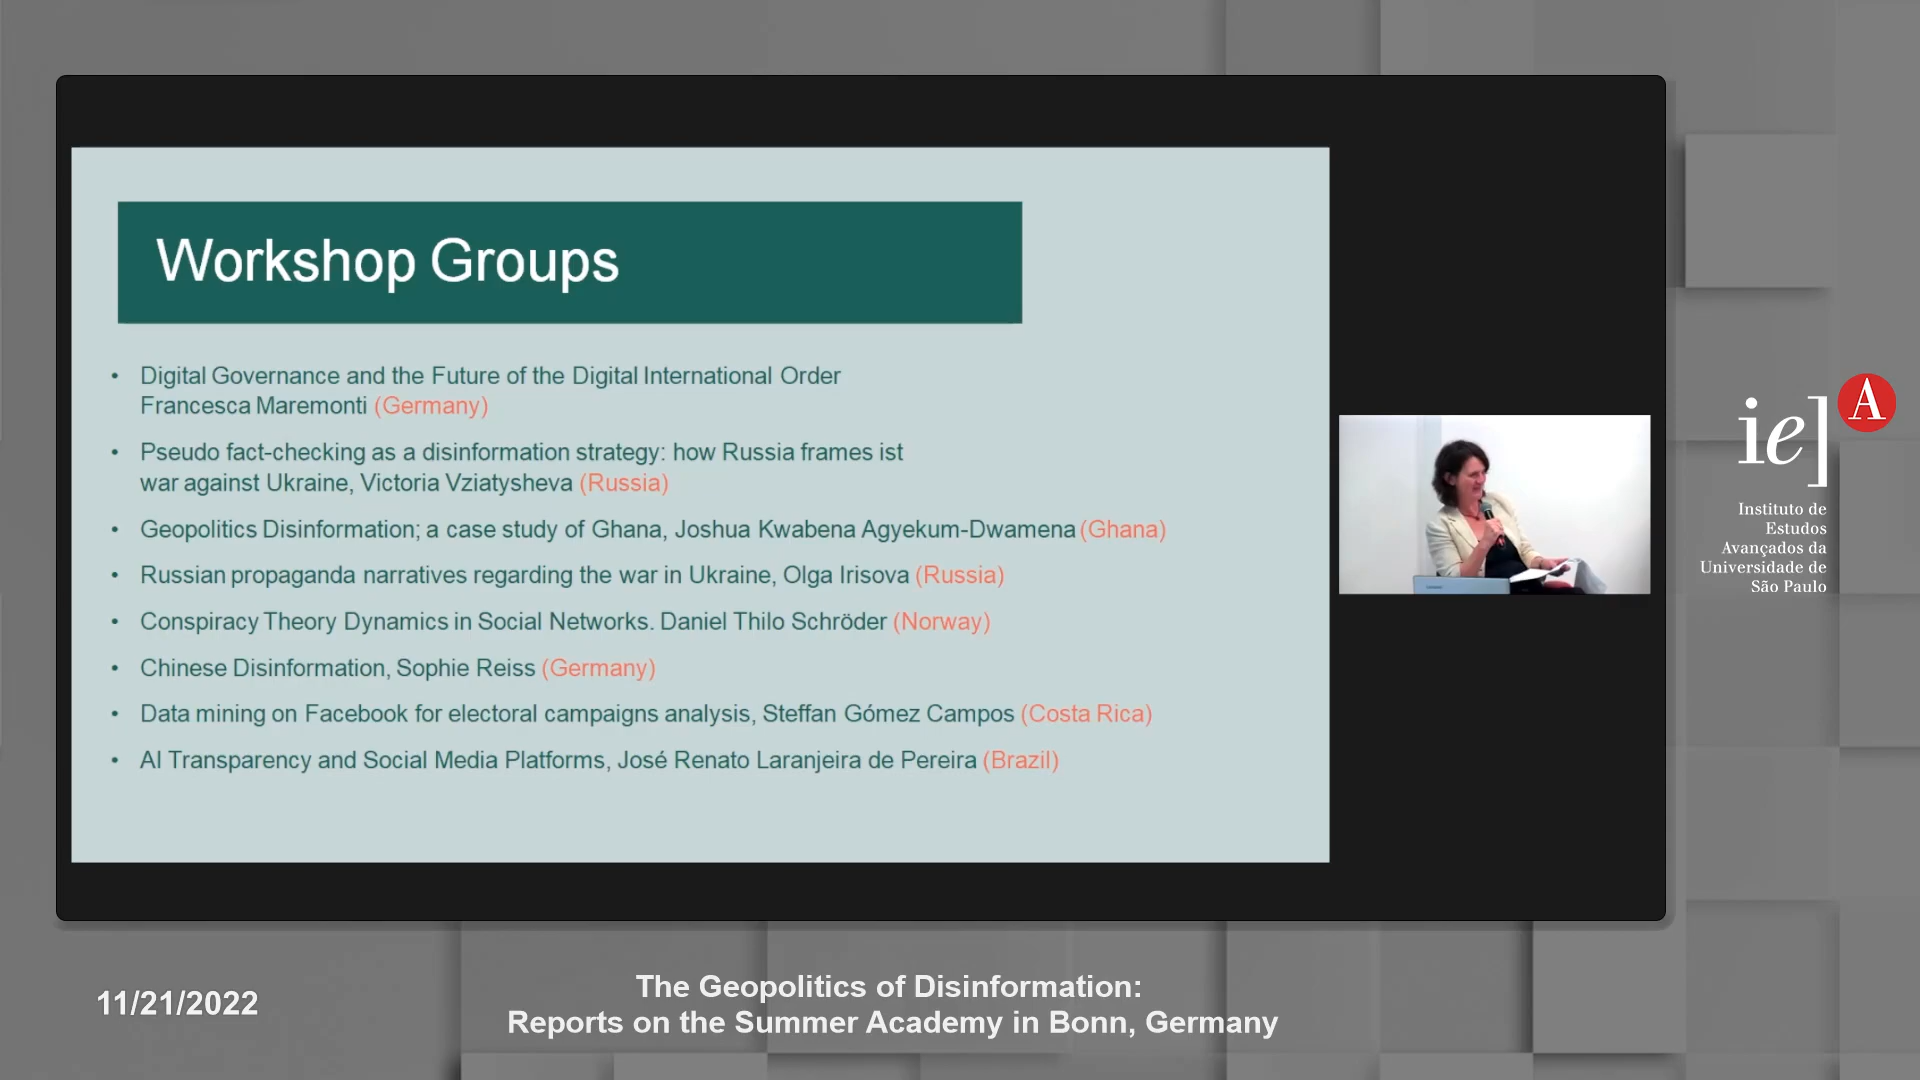 Workshop Groups
• Digital Governance and the Future of the Digital International Order
Francesca Maremonti (Germany)
• Pseudo fact-checking as a disinformation strategy: how Russia frames ist
war against Ukraine, Victoria Vziatysheva (Russia)
• Geopolitics Disinformation; a case study of Ghana, Joshua Kwabena Agyekum-Dwamena (Ghana)
• Russian propaganda narratives regarding the war in Ukraine, Olga Irisova (Russia)
• Conspiracy Theory Dynamics in Social Networks. Daniel Thilo Schröder (Norway)
• Chinese Disinformation, Sophie Reiss (Germany)
• Data mining on Facebook for electoral campaigns analysis, Steffan Gómez Campos (Costa Rica)
• AI Transparency and Social Media Platforms, José Renato Laranjeira de Pereira (Brazil)
ie] A
Instituto de
Estudos
Avançados da
Universidade de
São Paulo
11/21/2022
The Geopolitics of Disinformation:
Reports on the Summer Academy in Bonn, Germany